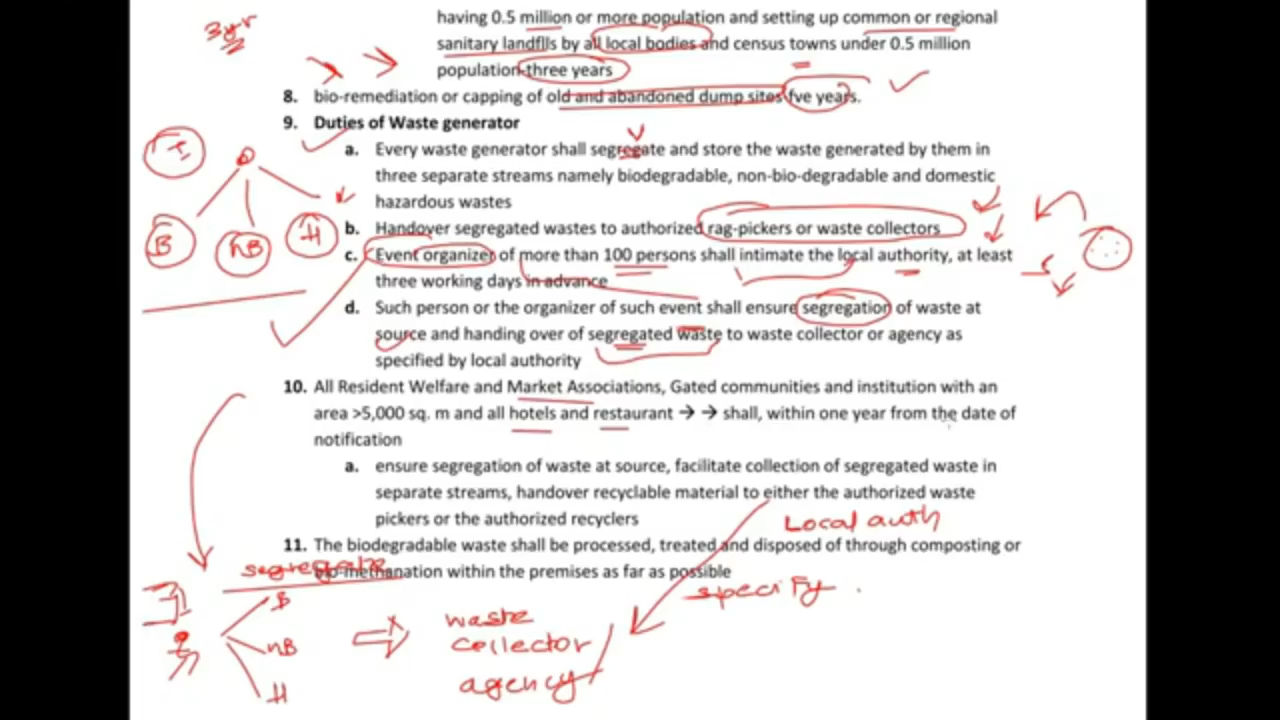 3yr
having 0.5 million or more population and setting up common or regional
sanitary landflls by all local bodies and census towns under 0.5 million
population-three years
8. bio-remediation or capping of old and abandoned dump sites fve years.
9. Duties of Waste generator
a. Every waste generator shall segregate and store the waste generated by them in
three separate streams namely biodegradable, non-bio-degradable and domestic
hazardous wastes
B
nB
H
b. Handover segregated wastes to authorized rag-pickers or waste collectors
c. Event organizer of more than 100 persons shall intimate the local authority, at least
three working days in advance
d. Such person or the organizer of such event shall ensure segregation of waste at
source and handing over of segregated waste to waste collector or agency as
specified by local authority
10. All Resident Welfare and Market Associations, Gated communities and institution with an
area >5,000 sq. m and all hotels and restaurant → → shall, within one year from the date of
notification
a. ensure segregation of waste at source, facilitate collection of segregated waste in
separate streams, handover recyclable material to either the authorized waste
pickers or the authorized recyclers
Local auth
11. The biodegradable waste shall be processed, treated and disposed of through composting or
bio-methanation within the premises as far as possible
segregate
specify
B
nB
H
waste
collector
agency